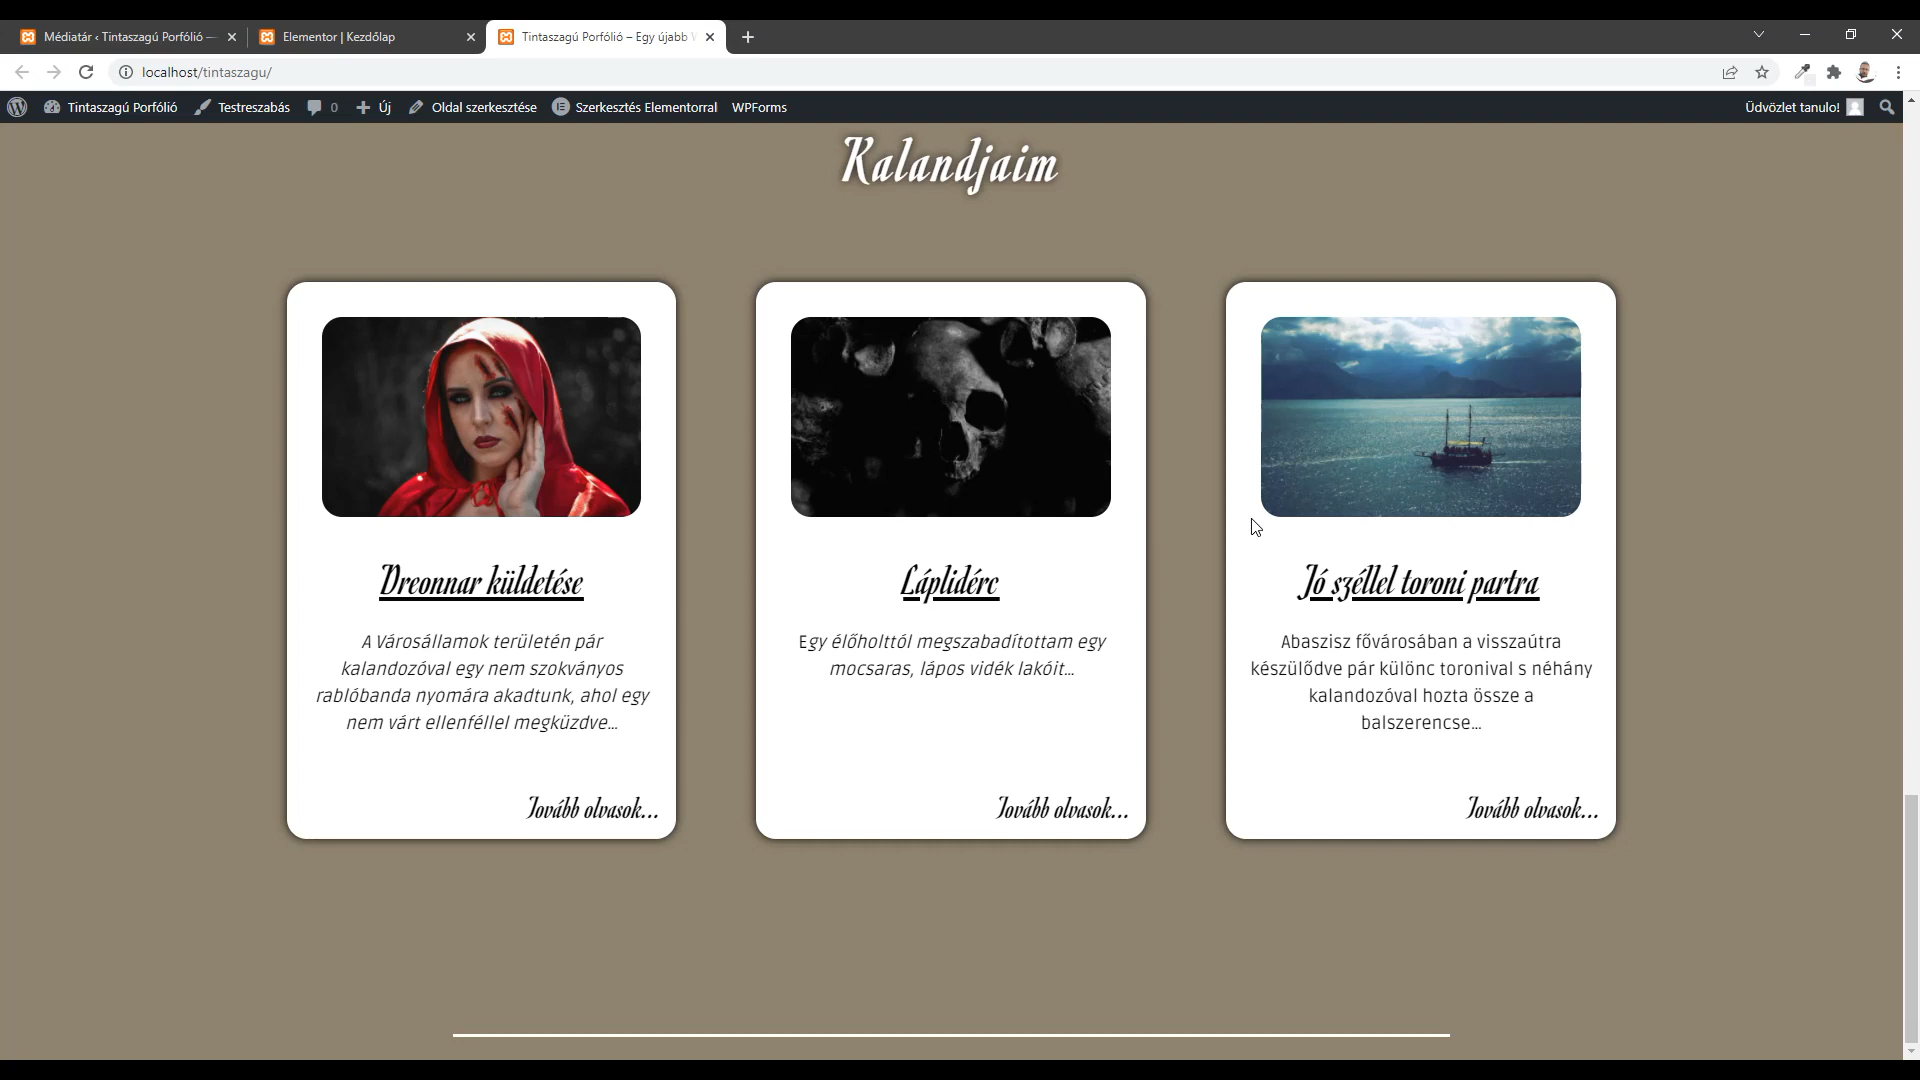 Médiatár ‹ Tintaszagú Porfólió —
Elementor | Kezdőlap
Tintaszagú Porfólió – Egy újabb W
localhost/tintaszagu/
Tintaszagú Porfólió
Testreszabás
0
Új
Oldal szerkesztése
Szerkesztés Elementorral
WPForms
Üdvözlet tanulo!
Kalandjaim
Dreonnar küldetése
A Városállamok területén pár
kalandozóval egy nem szokványos
rablóbanda nyomára akadtunk, ahol egy
nem várt ellenféllel megküzdve...
Tovább olvasok...
Láplidérc
Egy élőholttól megszabadítottam egy
mocsaras, lápos vidék lakóit...
Tovább olvasok...
Jó széllel toroni partra
Abaszisz fővárosában a visszaútra
készülődve pár különc toronival s néhány
kalandozóval hozta össze a
balszerencse...
Tovább olvasok...